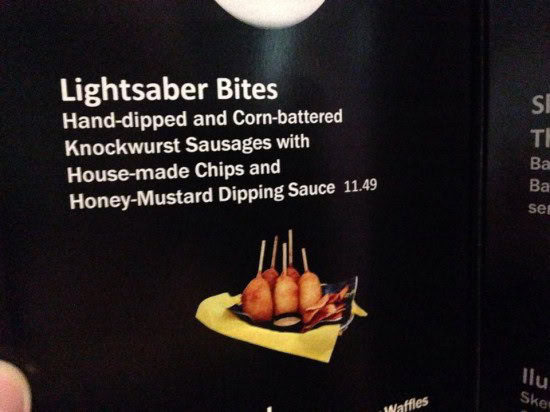 Lightsaber Bites
Hand-dipped and Corn-battered
Knockwurst Sausages with
House-made Chips and
Honey-Mustard Dipping Sauce 11.49
Waffles